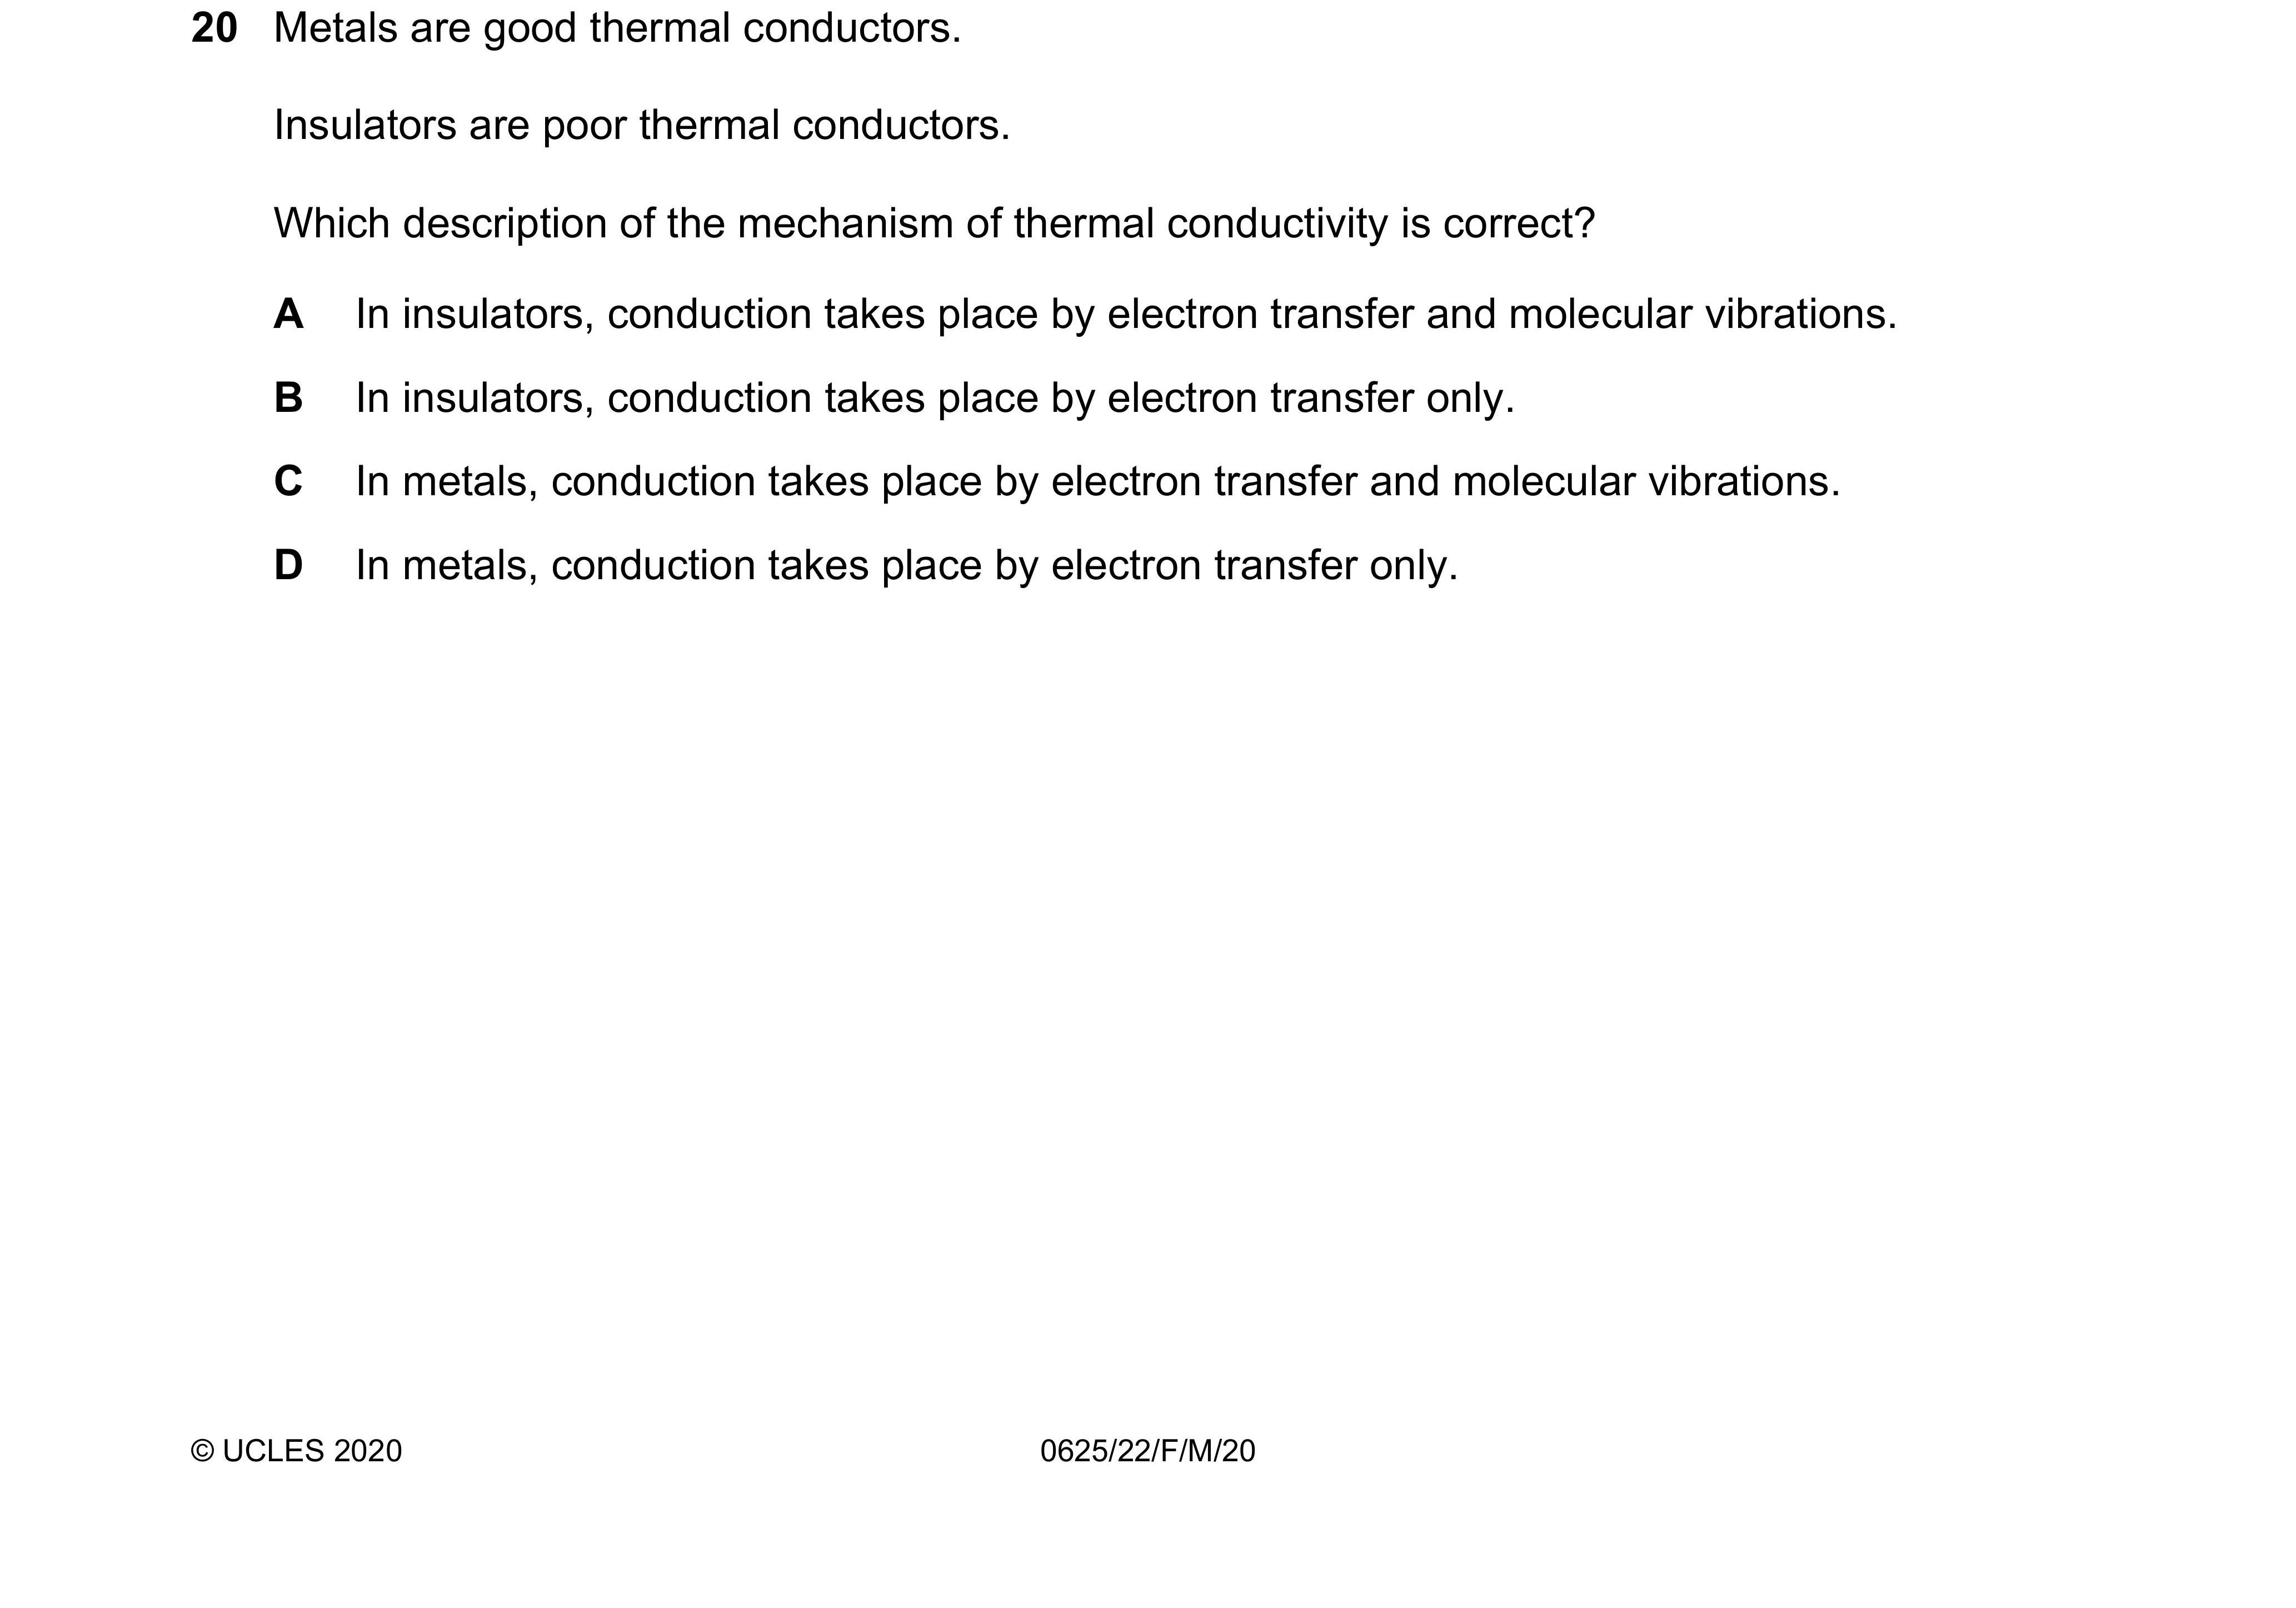 20 Metals are good thermal conductors.
Insulators are poor thermal conductors.
Which description of the mechanism of thermal conductivity is correct?
A In insulators, conduction takes place by electron transfer and molecular vibrations.
B In insulators, conduction takes place by electron transfer only.
C In metals, conduction takes place by electron transfer and molecular vibrations.
D In metals, conduction takes place by electron transfer only.
© UCLES 2020 0625/22/F/M/20